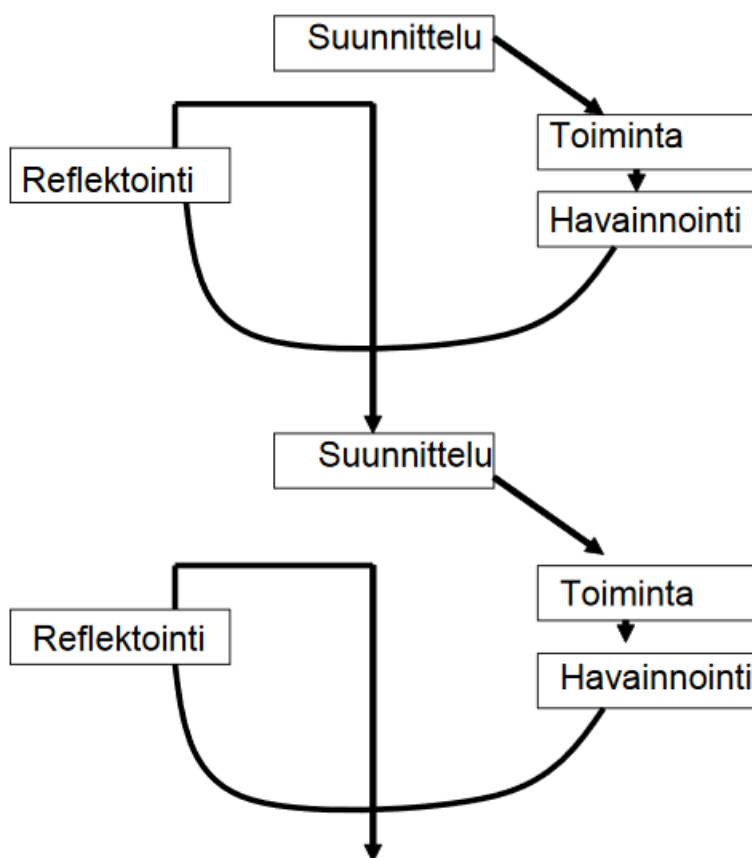 Suunnittelu
Toiminta
Reflektointi
Havainnointi
Suunnittelu
Toiminta
Reflektointi
Havainnointi